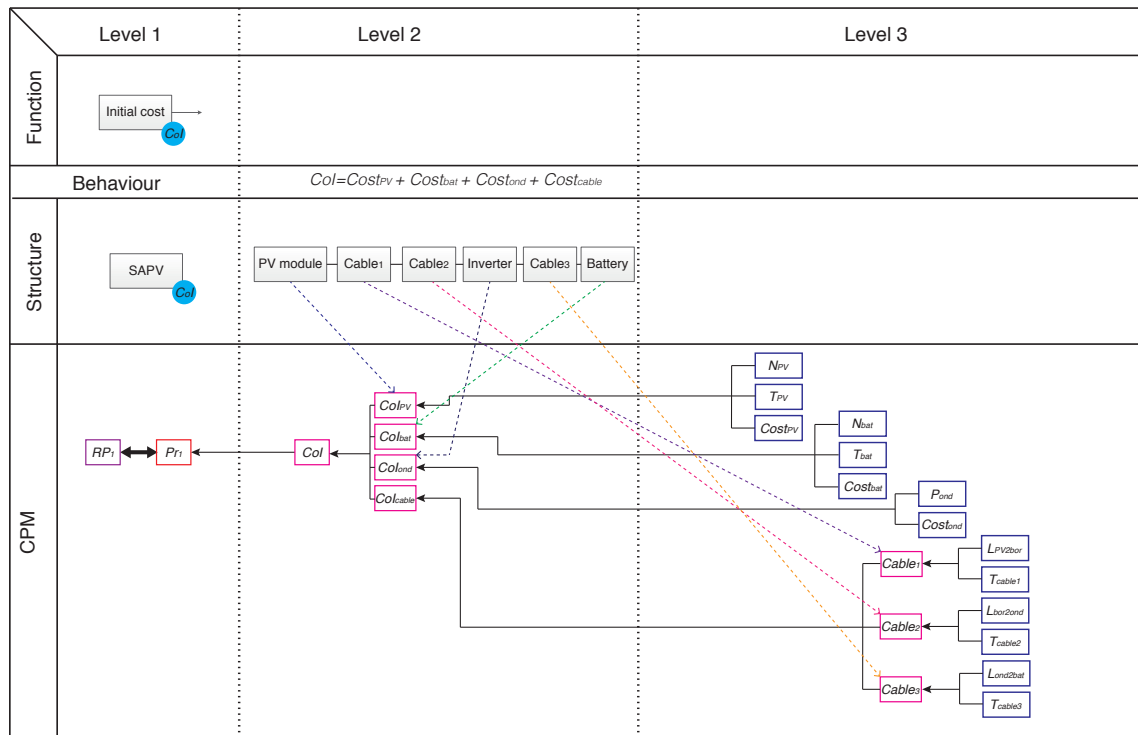 Level 1 Level 2 Level 3
Function
Initial cost
CoI
Behaviour CoI=CostPV + Costbat + Costond + Costcable
Structure
SAPV
CoI
PV module Cable1 Cable2 Inverter Cable3 Battery
CPM
RP1 Pr1 CoI
CoIPV
CoIbat
CoIond
CoIcable
NPV
TPV
CostPV
Nbat
Tbat
Costbat
Pond
Costond
Cable1
LPV2bor
Tcable1
Cable2
Lbor2ond
Tcable2
Cable3
Lond2bat
Tcable3